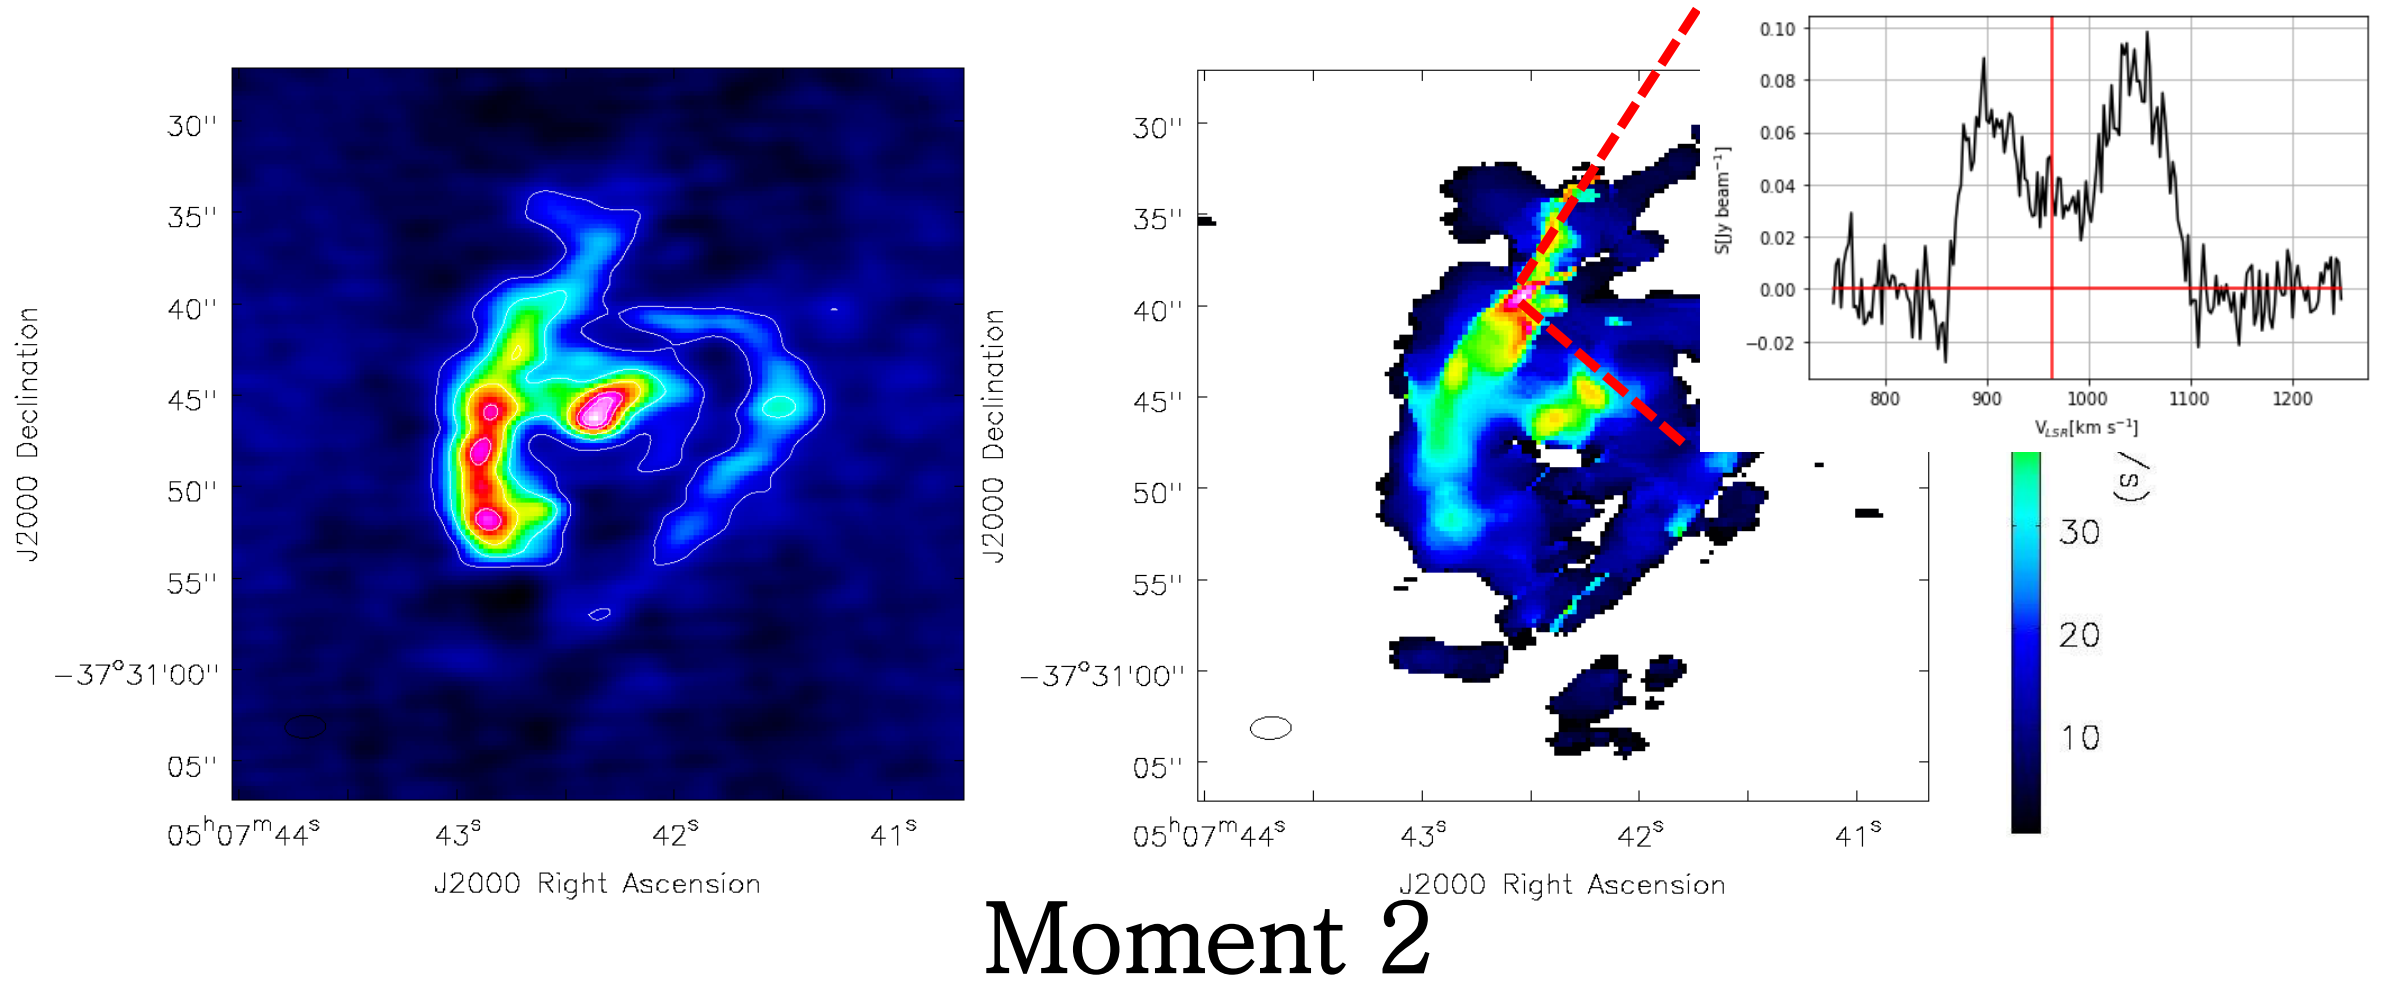 30''
35''
40''
45''
50''
55''
−37°31'00''
05''
J2000 Declination
05ʰ07ᵐ44ˢ
43ˢ
42ˢ
41ˢ
J2000 Right Ascension
30''
35''
40''
45''
50''
55''
−37°31'00''
05''
J2000 Declination
05ʰ07ᵐ44ˢ
43ˢ
42ˢ
41ˢ
J2000 Right Ascension
0.10
0.08
0.06
0.04
0.02
0.00
−0.02
S[Jy beam⁻¹]
800
900
1000
1100
1200
V_LSR[km s⁻¹]
/s)
30
20
10
Moment 2